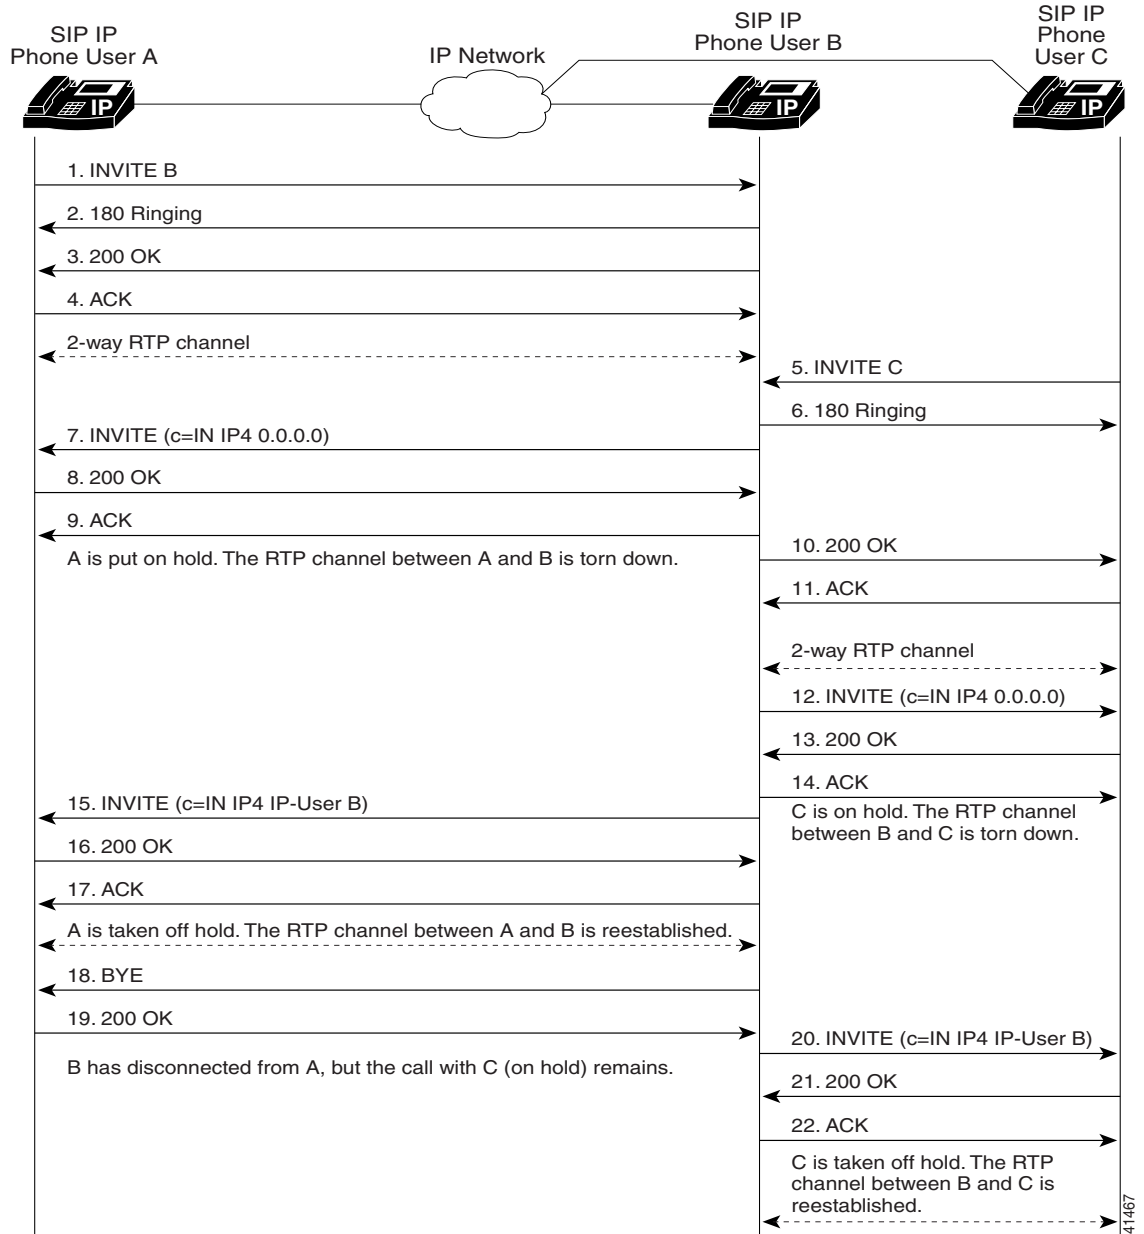 SIP IP
Phone User A
IP Network
SIP IP
Phone User B
SIP IP
Phone
User C
IP
IP
IP
1. INVITE B
2. 180 Ringing
3. 200 OK
4. ACK
2-way RTP channel
5. INVITE C
6. 180 Ringing
7. INVITE (c=IN IP4 0.0.0.0)
8. 200 OK
9. ACK
A is put on hold. The RTP channel between A and B is torn down.
10. 200 OK
11. ACK
2-way RTP channel
12. INVITE (c=IN IP4 0.0.0.0)
13. 200 OK
14. ACK
C is on hold. The RTP channel
between B and C is torn down.
15. INVITE (c=IN IP4 IP-User B)
16. 200 OK
17. ACK
A is taken off hold. The RTP channel between A and B is reestablished.
18. BYE
19. 200 OK
B has disconnected from A, but the call with C (on hold) remains.
20. INVITE (c=IN IP4 IP-User B)
21. 200 OK
22. ACK
C is taken off hold. The RTP
channel between B and C is
reestablished.
41467